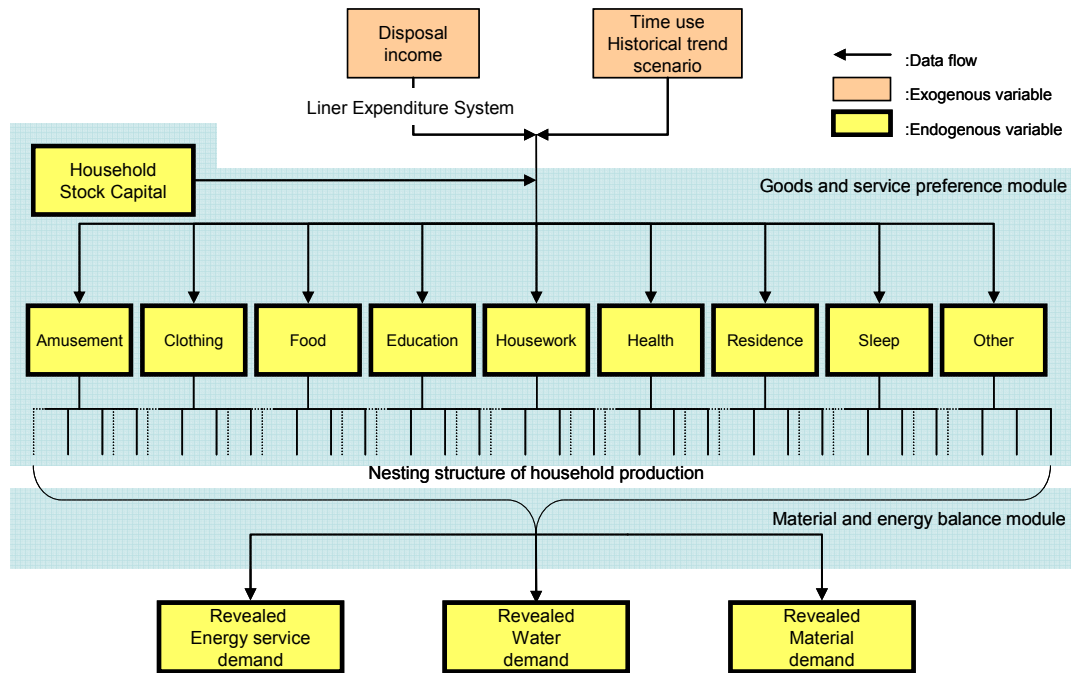 Disposal
income
Time use
Historical trend
scenario
:Data flow
:Exogenous variable
:Endogenous variable
Liner Expenditure System
Household
Stock Capital
Goods and service preference module
Amusement
Clothing
Food
Education
Housework
Health
Residence
Sleep
Other
Nesting structure of household production
Material and energy balance module
Revealed
Energy service
demand
Revealed
Water
demand
Revealed
Material
demand